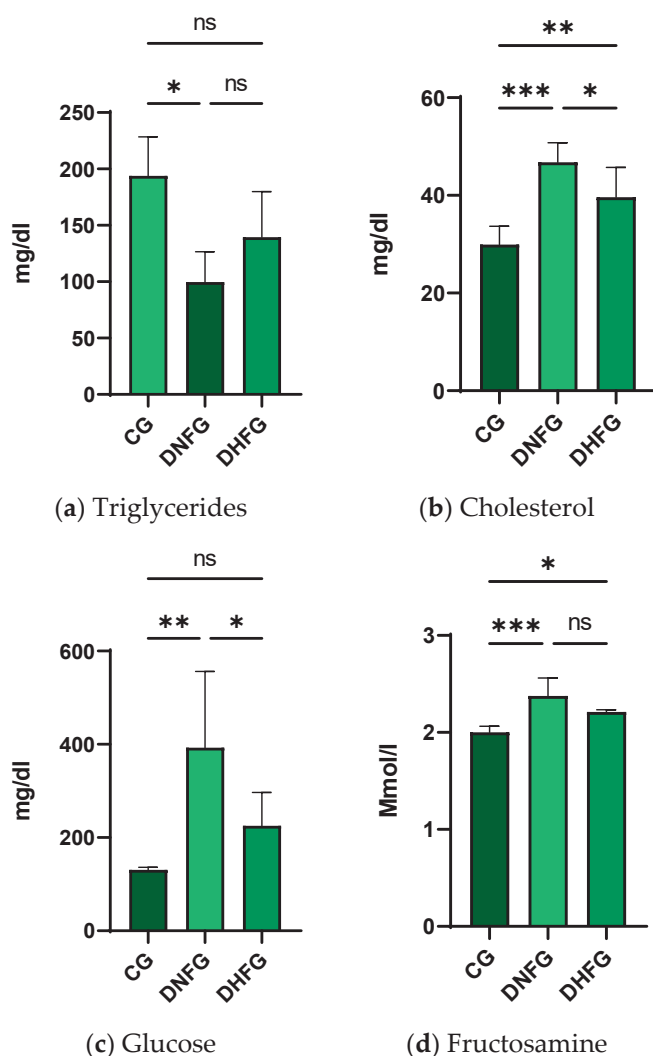 ns
* ns
250
200
150
100
50
0
mg/dl
CG DNFG DHFG
(a) Triglycerides
**
*** *
60
40
20
0
mg/dl
CG DNFG DHFG
(b) Cholesterol
ns
** *
600
400
200
0
mg/dl
CG DNFG DHFG
(c) Glucose
*
*** ns
3
2
1
0
Mmol/l
CG DNFG DHFG
(d) Fructosamine